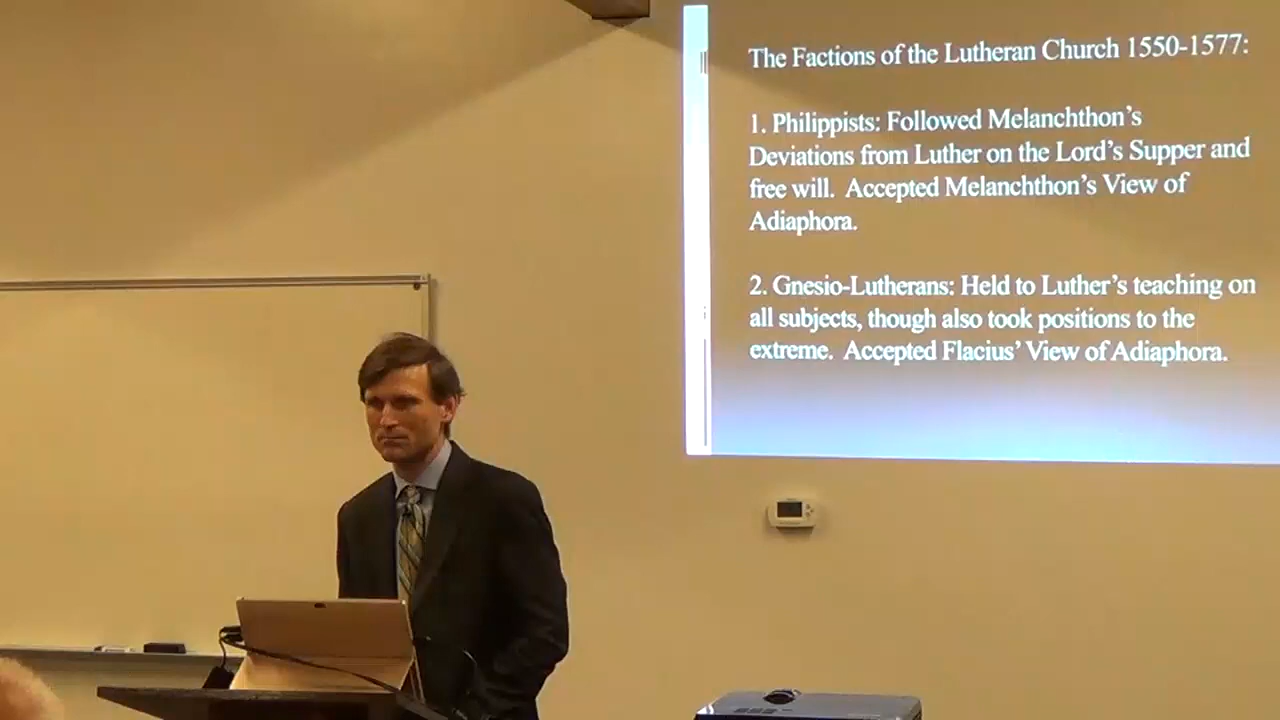 The Factions of the Lutheran Church 1550-1577:
1. Philippists: Followed Melanchthon's
Deviations from Luther on the Lord's Supper and
free will. Accepted Melanchthon's View of
Adiaphora.
2. Gnesio-Lutherans: Held to Luther's teaching on
all subjects, though also took positions to the
extreme. Accepted Flacius' View of Adiaphora.